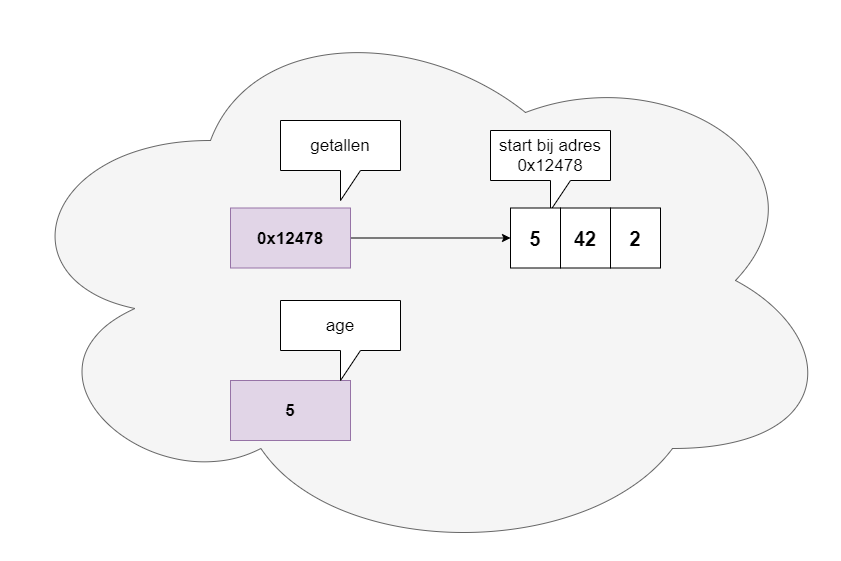 getallen
start bij adres
0x12478
0x12478
5 42 2
age
5